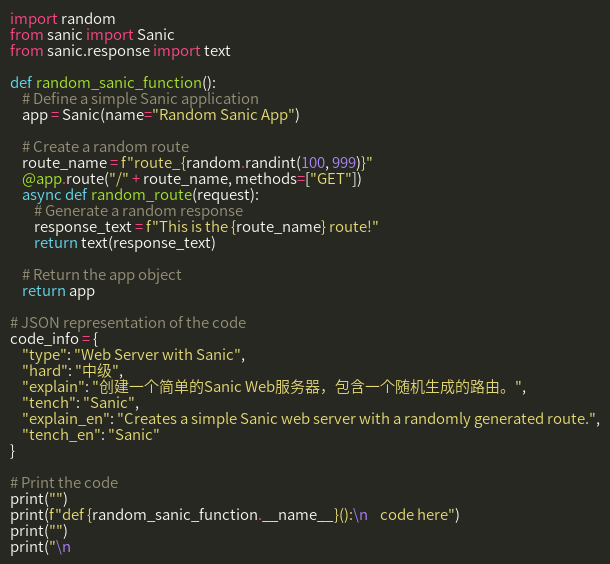 import random
from sanic import Sanic
from sanic.response import text

def random_sanic_function():
    # Define a simple Sanic application
    app = Sanic(name="Random Sanic App")

    # Create a random route
    route_name = f"route_{random.randint(100, 999)}"
    @app.route("/" + route_name, methods=["GET"])
    async def random_route(request):
        # Generate a random response
        response_text = f"This is the {route_name} route!"
        return text(response_text)

    # Return the app object
    return app

# JSON representation of the code
code_info = {
    "type": "Web Server with Sanic",
    "hard": "中级",
    "explain": "创建一个简单的Sanic Web服务器，包含一个随机生成的路由。",
    "tench": "Sanic",
    "explain_en": "Creates a simple Sanic web server with a randomly generated route.",
    "tench_en": "Sanic"
}

# Print the code
print("")
print(f"def {random_sanic_function.__name__}():\n    code here")
print("")
print("\n